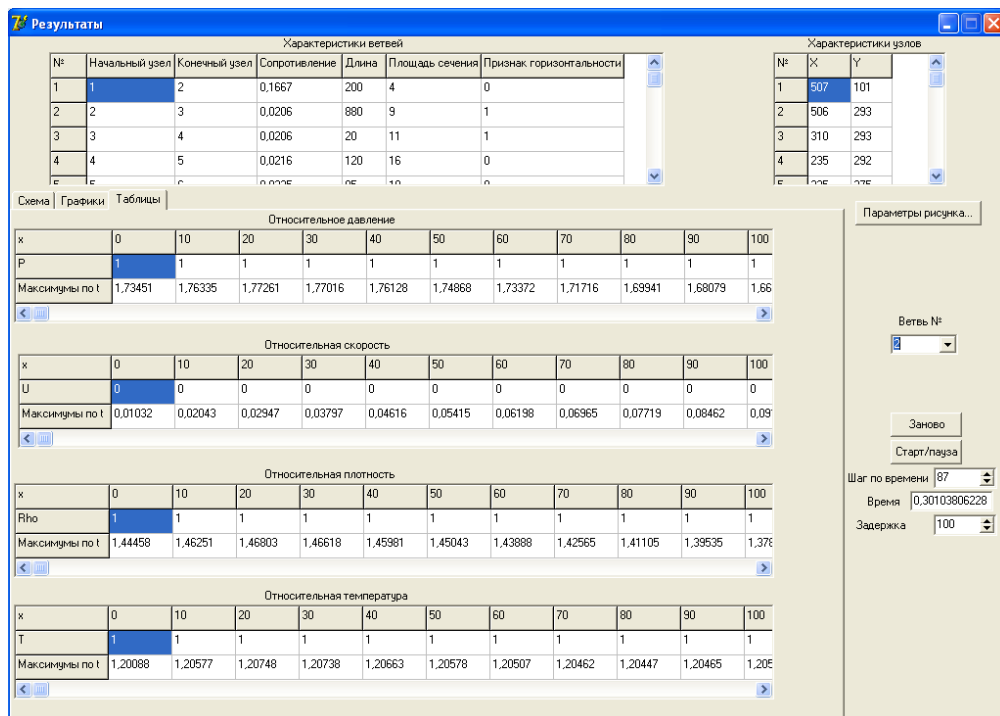 Результаты
Характеристики ветвей
№ Начальный узел Конечный узел Сопротивление Длина Площадь сечения Признак горизонтальности
1 1 2 0,1667 200 4 0
2 2 3 0,0206 880 9 1
3 3 4 0,0206 20 11 1
4 4 5 0,0216 120 16 0
Характеристики узлов
№ X Y
1 507 101
2 506 293
3 310 293
4 235 292
Схема Графики Таблицы
Относительное давление
x 0 10 20 30 40 50 60 70 80 90 100
P 1 1 1 1 1 1 1 1 1 1 1
Максимумы по t 1,73451 1,76335 1,77261 1,77016 1,76128 1,74868 1,73372 1,71716 1,69941 1,68079 1,66
Относительная скорость
x 0 10 20 30 40 50 60 70 80 90 100
U 0 0 0 0 0 0 0 0 0 0 0
Максимумы по t 0,01032 0,02043 0,02947 0,03797 0,04616 0,05415 0,06198 0,06965 0,07719 0,08462 0,09
Относительная плотность
x 0 10 20 30 40 50 60 70 80 90 100
Rho 1 1 1 1 1 1 1 1 1 1 1
Максимумы по t 1,44458 1,46251 1,46803 1,46618 1,45981 1,45043 1,43888 1,42565 1,41105 1,39535 1,378
Относительная температура
x 0 10 20 30 40 50 60 70 80 90 100
T 1 1 1 1 1 1 1 1 1 1 1
Максимумы по t 1,20088 1,20577 1,20748 1,20738 1,20663 1,20578 1,20507 1,20462 1,20447 1,20465 1,205
Параметры рисунка...
Ветвь №
2
Заново
Старт/пауза
Шаг по времени 87
Время 0,30103806228
Задержка 100